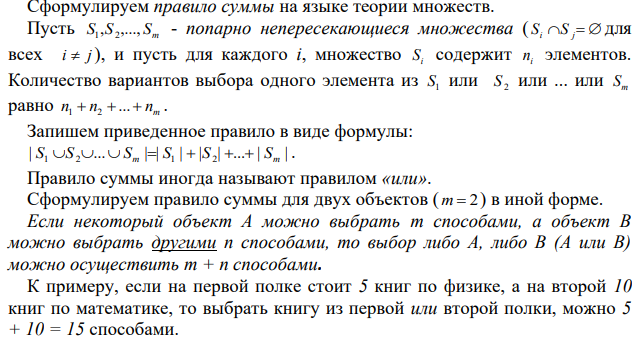 Сформулируем правило суммы на языке теории множеств.
Пусть S₁,S₂,...,Sₘ - попарно непересекающиеся множества (Sᵢ ∩S ⱼ= ∅ для
всех i ≠ j), и пусть для каждого i, множество Sᵢ содержит nᵢ элементов.
Количество вариантов выбора одного элемента из S₁ или S₂ или ... или Sₘ
равно n₁ + n₂ + ... + nₘ .
Запишем приведенное правило в виде формулы:
| S₁ ∪S₂∪...∪ Sₘ |=| S₁ | + |S₂| +...+ | Sₘ | .
Правило суммы иногда называют правилом «или».
Сформулируем правило суммы для двух объектов (m = 2) в иной форме.
Если некоторый объект А можно выбрать m способами, а объект В
можно выбрать другими n способами, то выбор либо А, либо В (А или В)
можно осуществить m + n способами.
К примеру, если на первой полке стоит 5 книг по физике, а на второй 10
книг по математике, то выбрать книгу из первой или второй полки, можно 5
+ 10 = 15 способами.